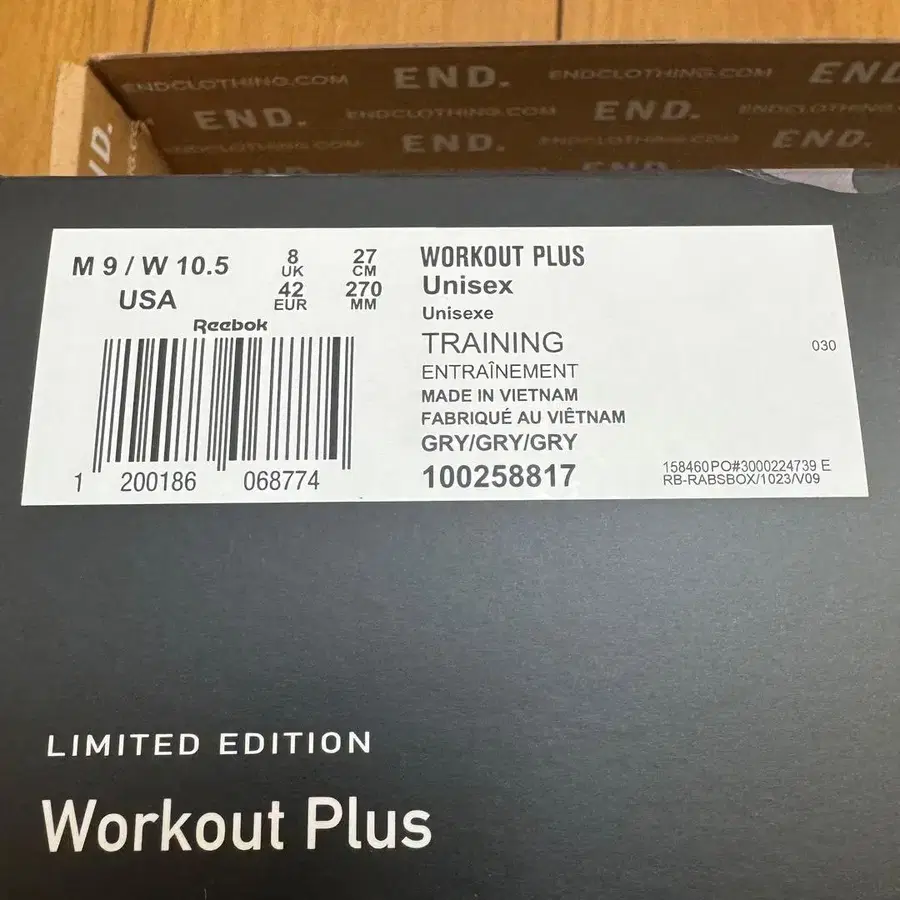 ENDCLOTHING.COM END. ENDCLOTHING.COM END
END. ENDCLOTHING.COM END. ENDCLOTHING
END. ENDCLOTHING.COM END.
END. END.
M 9 / W 10.5
USA
8
UK
42
EUR
27
CM
270
MM
Reebok
1 200186 068774
WORKOUT PLUS
Unisex
Unisexe
TRAINING
ENTRAÎNEMENT
MADE IN VIETNAM
FABRIQUÉ AU VIÊTNAM
GRY/GRY/GRY
100258817
030
158460PO#3000224739 E
RB-RABSBOX/1023/V09
LIMITED EDITION
Workout Plus